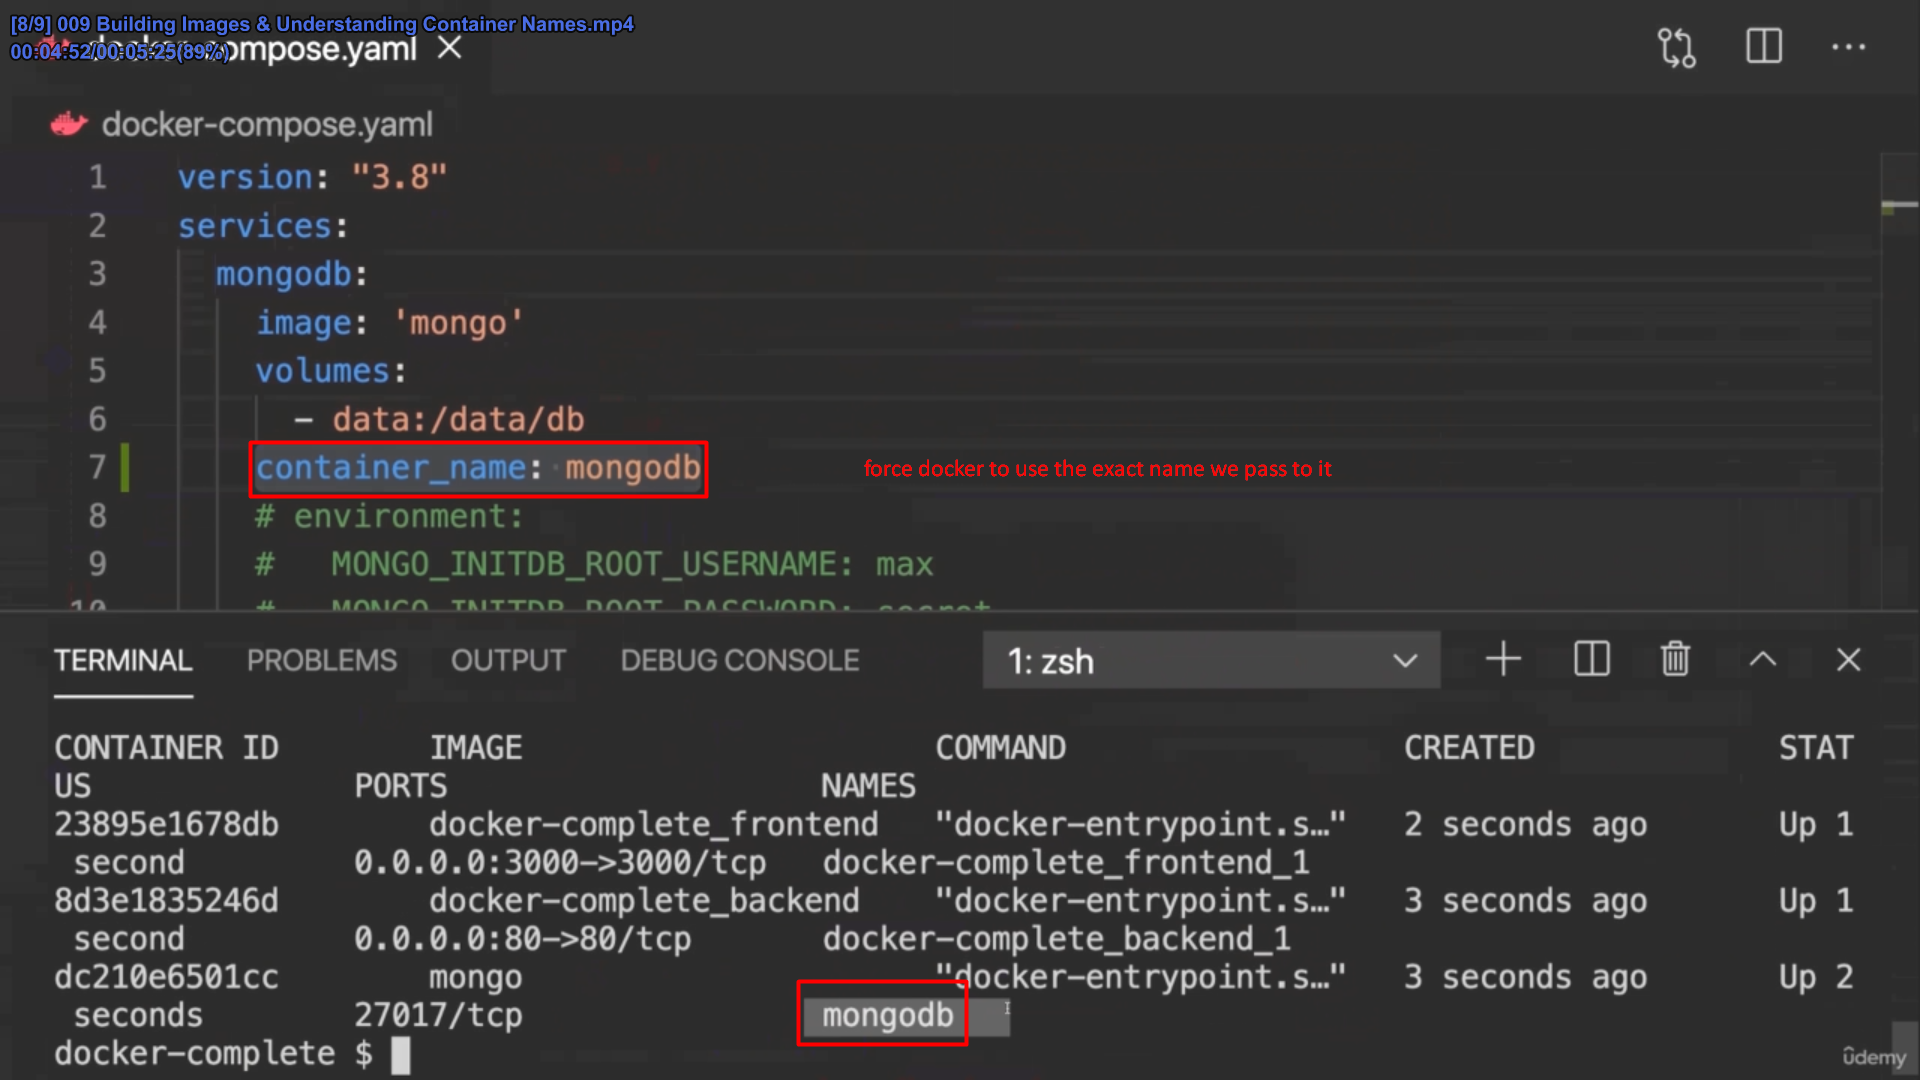 [8/9] 009 Building Images & Understanding Container Names.mp4
00:04:52/00:05:25(89%)
docker-compose.yaml
docker-compose.yaml
1 version: "3.8"
2 services:
3 mongodb:
4 image: 'mongo'
5 volumes:
6 - data:/data/db
7 container_name: mongodb
force docker to use the exact name we pass to it
8 # environment:
9 # MONGO_INITDB_ROOT_USERNAME: max
10 # MONGO_INITDB_ROOT_PASSWORD: secret
TERMINAL PROBLEMS OUTPUT DEBUG CONSOLE 1: zsh
CONTAINER ID IMAGE COMMAND CREATED STAT
US PORTS NAMES
23895e1678db docker-complete_frontend "docker-entrypoint.s…" 2 seconds ago Up 1
second 0.0.0.0:3000->3000/tcp docker-complete_frontend_1
8d3e1835246d docker-complete_backend "docker-entrypoint.s…" 3 seconds ago Up 1
second 0.0.0.0:80->80/tcp docker-complete_backend_1
dc210e6501cc mongo "docker-entrypoint.s…" 3 seconds ago Up 2
seconds 27017/tcp mongodb
docker-complete $
ûdemy